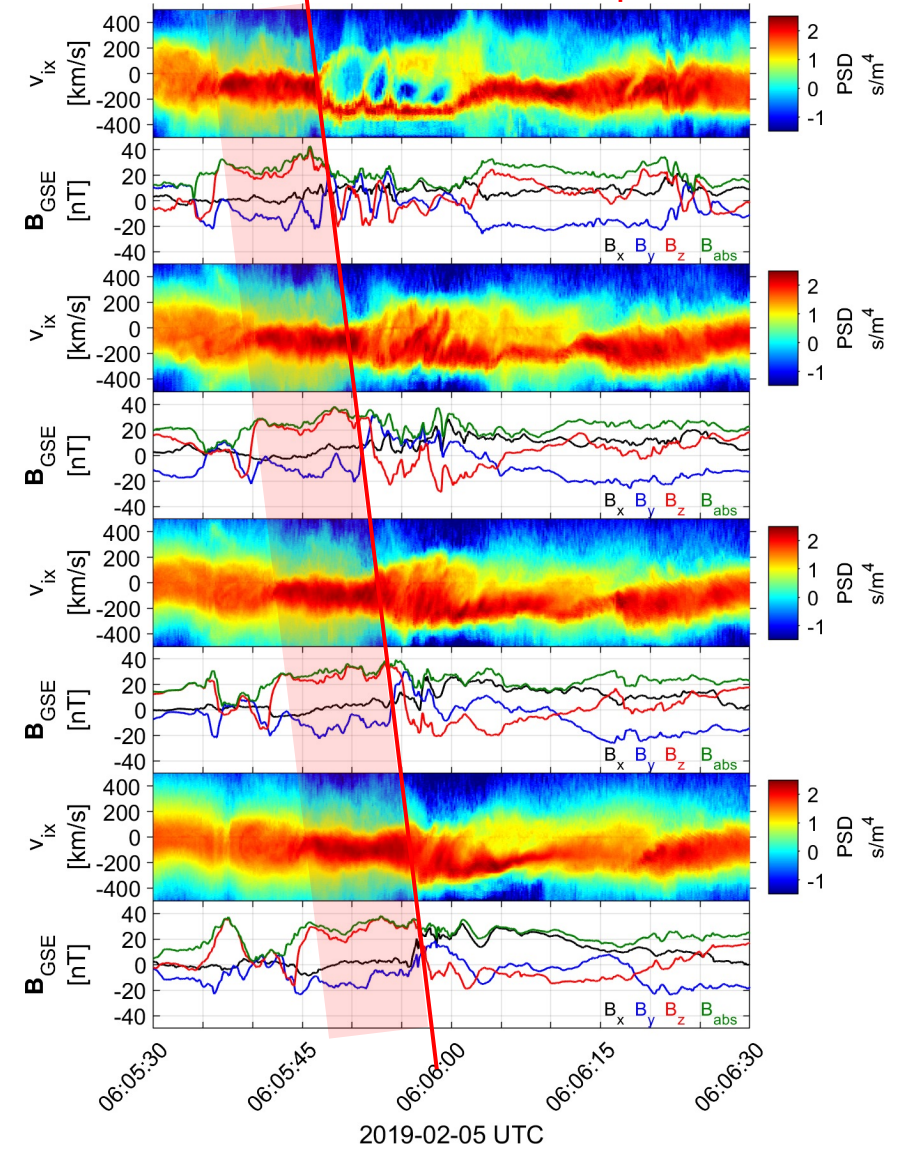 400
200
0
-200
-400
v_ix
[km/s]
2
1
0
-1
PSD
s/m^4
40
20
0
-20
-40
B_GSE
[nT]
B_x B_y B_z B_abs
400
200
0
-200
-400
v_ix
[km/s]
2
1
0
-1
PSD
s/m^4
40
20
0
-20
-40
B_GSE
[nT]
B_x B_y B_z B_abs
400
200
0
-200
-400
v_ix
[km/s]
2
1
0
-1
PSD
s/m^4
40
20
0
-20
-40
B_GSE
[nT]
B_x B_y B_z B_abs
400
200
0
-200
-400
v_ix
[km/s]
2
1
0
-1
PSD
s/m^4
40
20
0
-20
-40
B_GSE
[nT]
B_x B_y B_z B_abs
06:05:30 06:05:45 06:06:00 06:06:15 06:06:30
2019-02-05 UTC